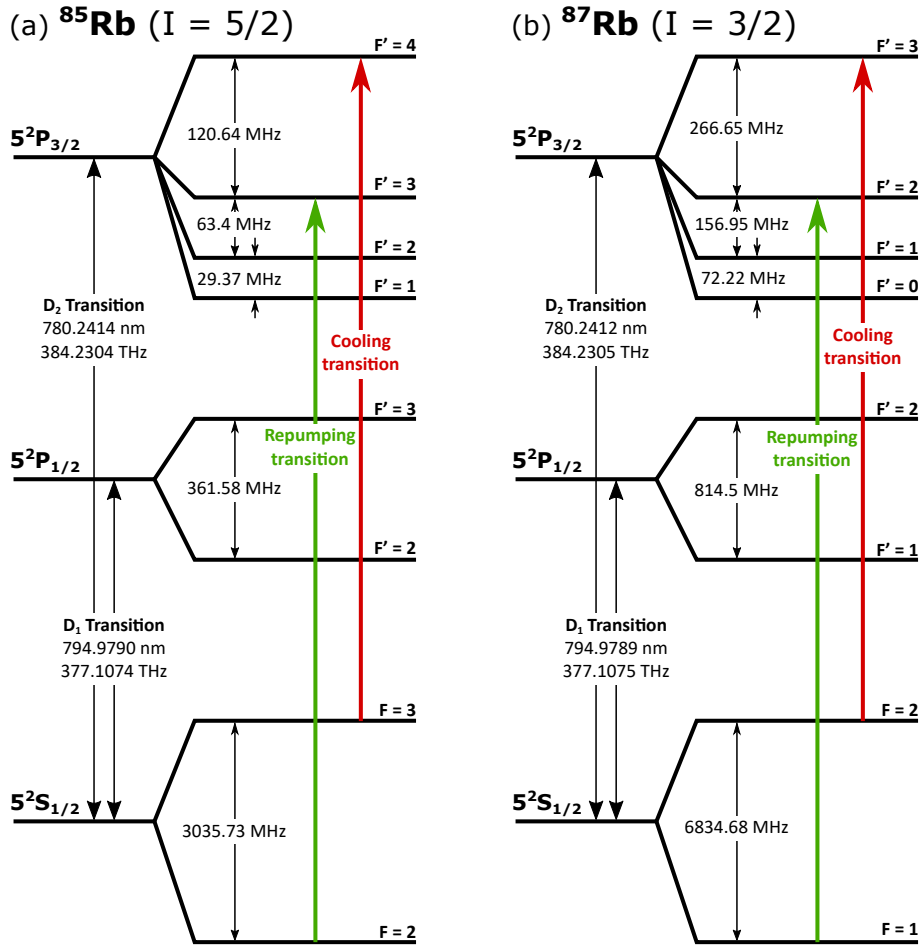 (a) ⁸⁵Rb (I = 5/2)
F' = 4
120.64 MHz
5²P₃/₂
F' = 3
63.4 MHz
F' = 2
29.37 MHz
F' = 1
D₂ Transition
780.2414 nm
384.2304 THz
Cooling
transition
F' = 3
Repumping
transition
5²P₁/₂
361.58 MHz
F' = 2
D₁ Transition
794.9790 nm
377.1074 THz
F = 3
5²S₁/₂
3035.73 MHz
F = 2
(b) ⁸⁷Rb (I = 3/2)
F' = 3
266.65 MHz
5²P₃/₂
F' = 2
156.95 MHz
F' = 1
72.22 MHz
F' = 0
D₂ Transition
780.2412 nm
384.2305 THz
Cooling
transition
F' = 2
Repumping
transition
5²P₁/₂
814.5 MHz
F' = 1
D₁ Transition
794.9789 nm
377.1075 THz
F = 2
5²S₁/₂
6834.68 MHz
F = 1